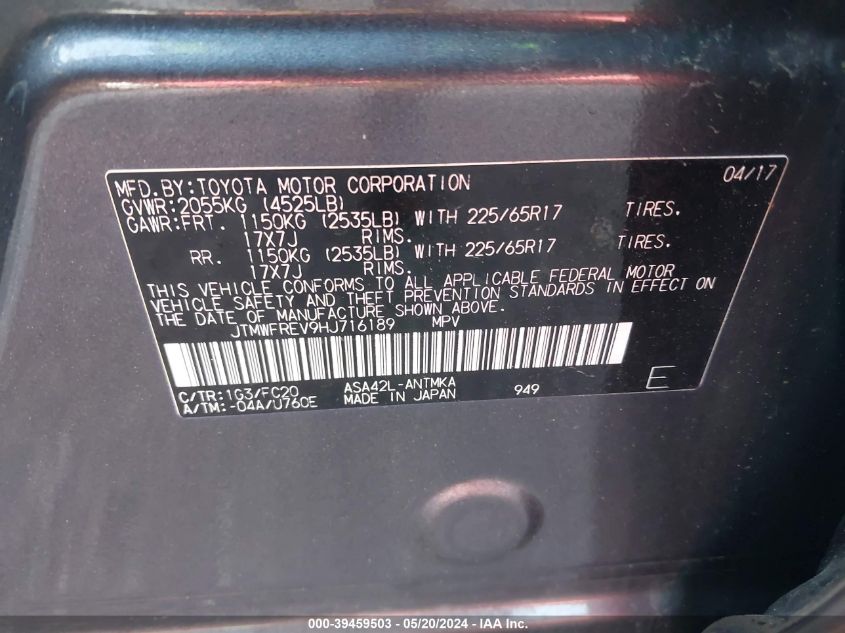 MFD.BY:TOYOTA MOTOR CORPORATION 04/17
GVWR:2055KG (4525LB)
GAWR:FRT. 1150KG (2535LB) WITH 225/65R17 TIRES.
17X7J RIMS.
RR. 1150KG (2535LB) WITH 225/65R17 TIRES.
17X7J RIMS.
THIS VEHICLE CONFORMS TO ALL APPLICABLE FEDERAL MOTOR
VEHICLE SAFETY AND THEFT PREVENTION STANDARDS IN EFFECT ON
THE DATE OF MANUFACTURE SHOWN ABOVE.
JTMWFREV9HJ716189 MPV
C/TR:1G3/FC20 ASA42L-ANTMKA 949 E
A/TM:-04A/U760E MADE IN JAPAN
000-39459503 - 05/20/2024 - IAA Inc.